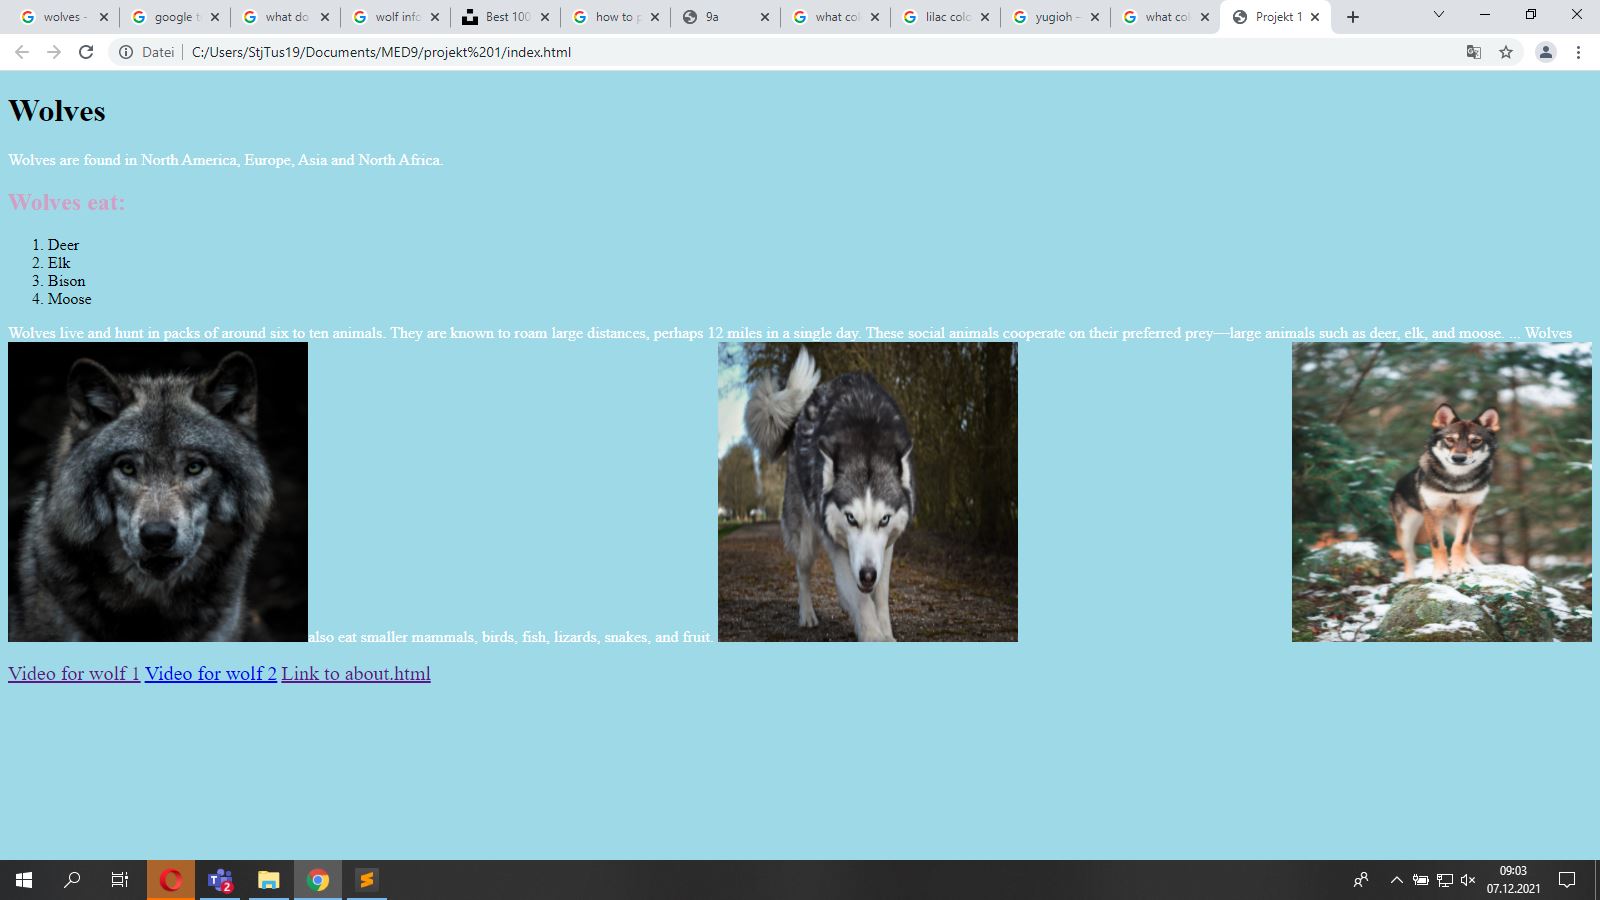 wolves -
google t
what do
wolf info
Best 100
how to p
9a
what col
lilac colo
yugioh –
what col
Projekt 1
Datei
C:/Users/StjTus19/Documents/MED9/projekt%201/index.html
Wolves
Wolves are found in North America, Europe, Asia and North Africa.
Wolves eat:
1. Deer
2. Elk
3. Bison
4. Moose
Wolves live and hunt in packs of around six to ten animals. They are known to roam large distances, perhaps 12 miles in a single day. These social animals cooperate on their preferred prey—large animals such as deer, elk, and moose. ... Wolves
also eat smaller mammals, birds, fish, lizards, snakes, and fruit.
Video for wolf 1 Video for wolf 2 Link to about.html
2
09:03
07.12.2021